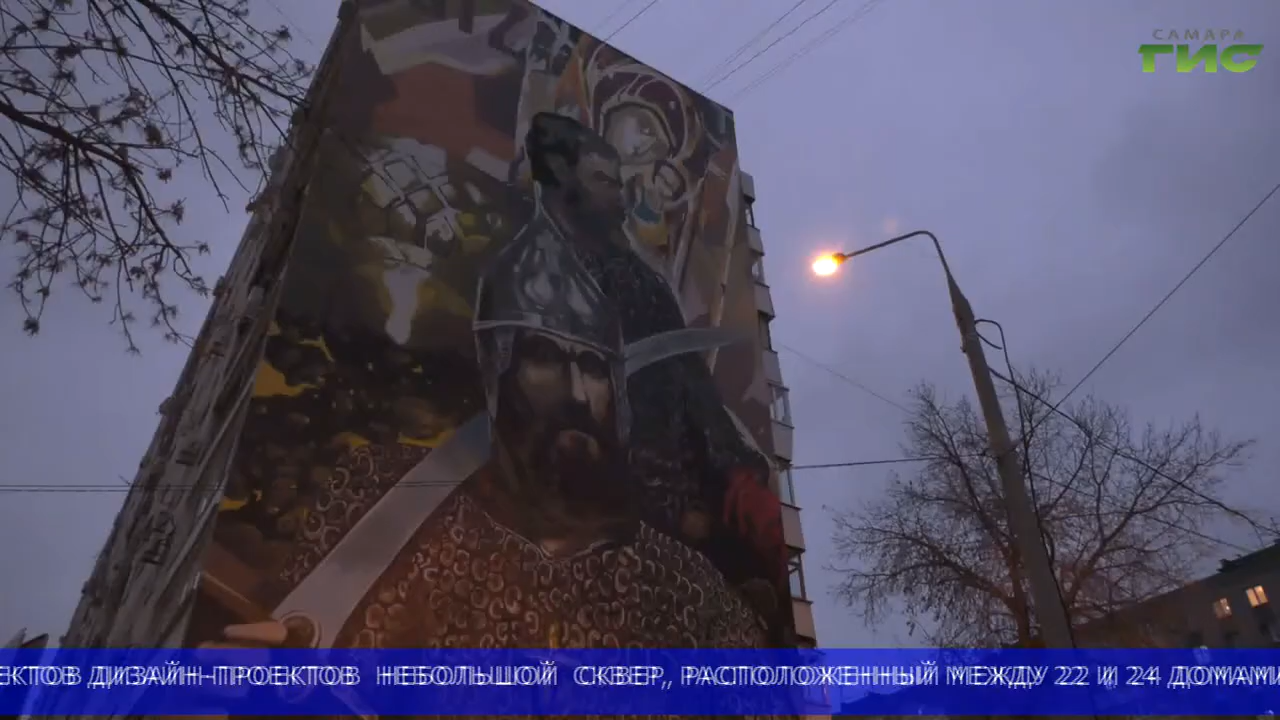 САМАРА
ГИС
ЕКТОВ ДИЗАЙН-ПРОЕКТОВ НЕБОЛЬШОЙ СКВЕР, РАСПОЛОЖЕННЫЙ МЕЖДУ 22 И 24 ДОМАМИ